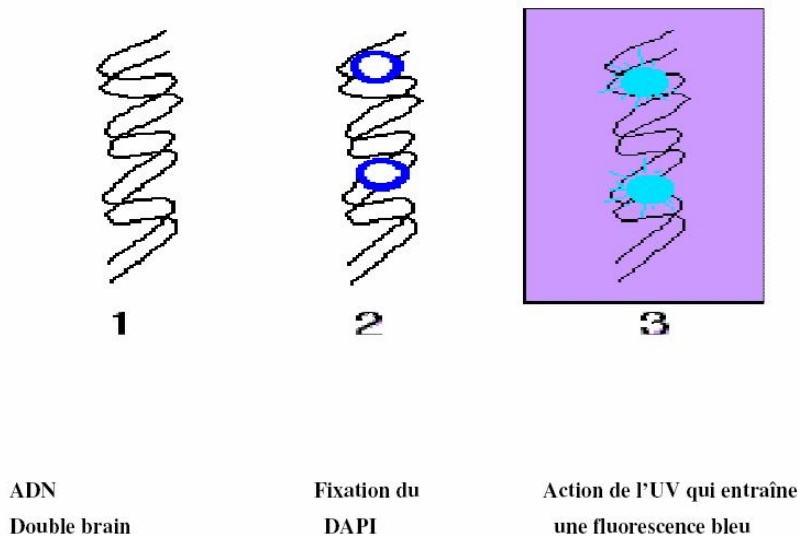 1 2 3
ADN Fixation du Action de l'UV qui entraîne
Double brain DAPI une fluorescence bleu